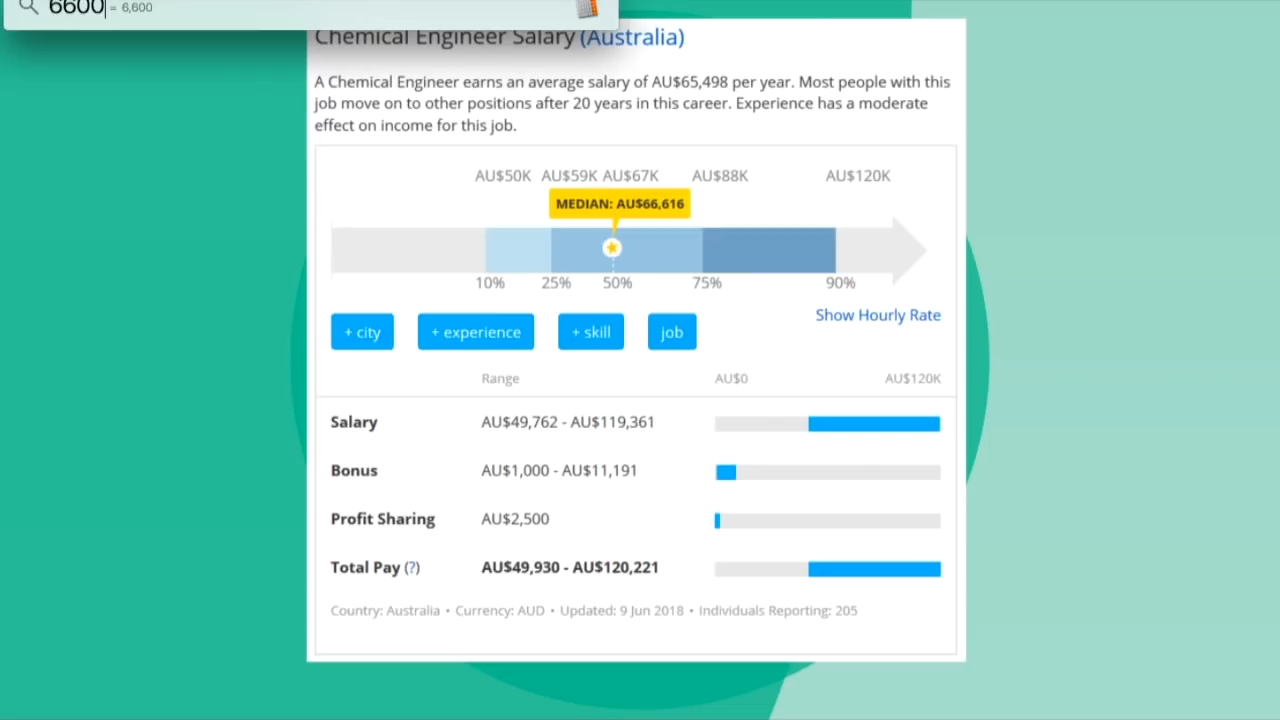 6600 = 6,600
Chemical Engineer Salary (Australia)
A Chemical Engineer earns an average salary of AU$65,498 per year. Most people with this
job move on to other positions after 20 years in this career. Experience has a moderate
effect on income for this job.
AU$50K AU$59K AU$67K AU$88K AU$120K
MEDIAN: AU$66,616
10% 25% 50% 75% 90%
Show Hourly Rate
+ city + experience + skill job
Range AU$0 AU$120K
Salary AU$49,762 - AU$119,361
Bonus AU$1,000 - AU$11,191
Profit Sharing AU$2,500
Total Pay (?) AU$49,930 - AU$120,221
Country: Australia • Currency: AUD • Updated: 9 Jun 2018 • Individuals Reporting: 205